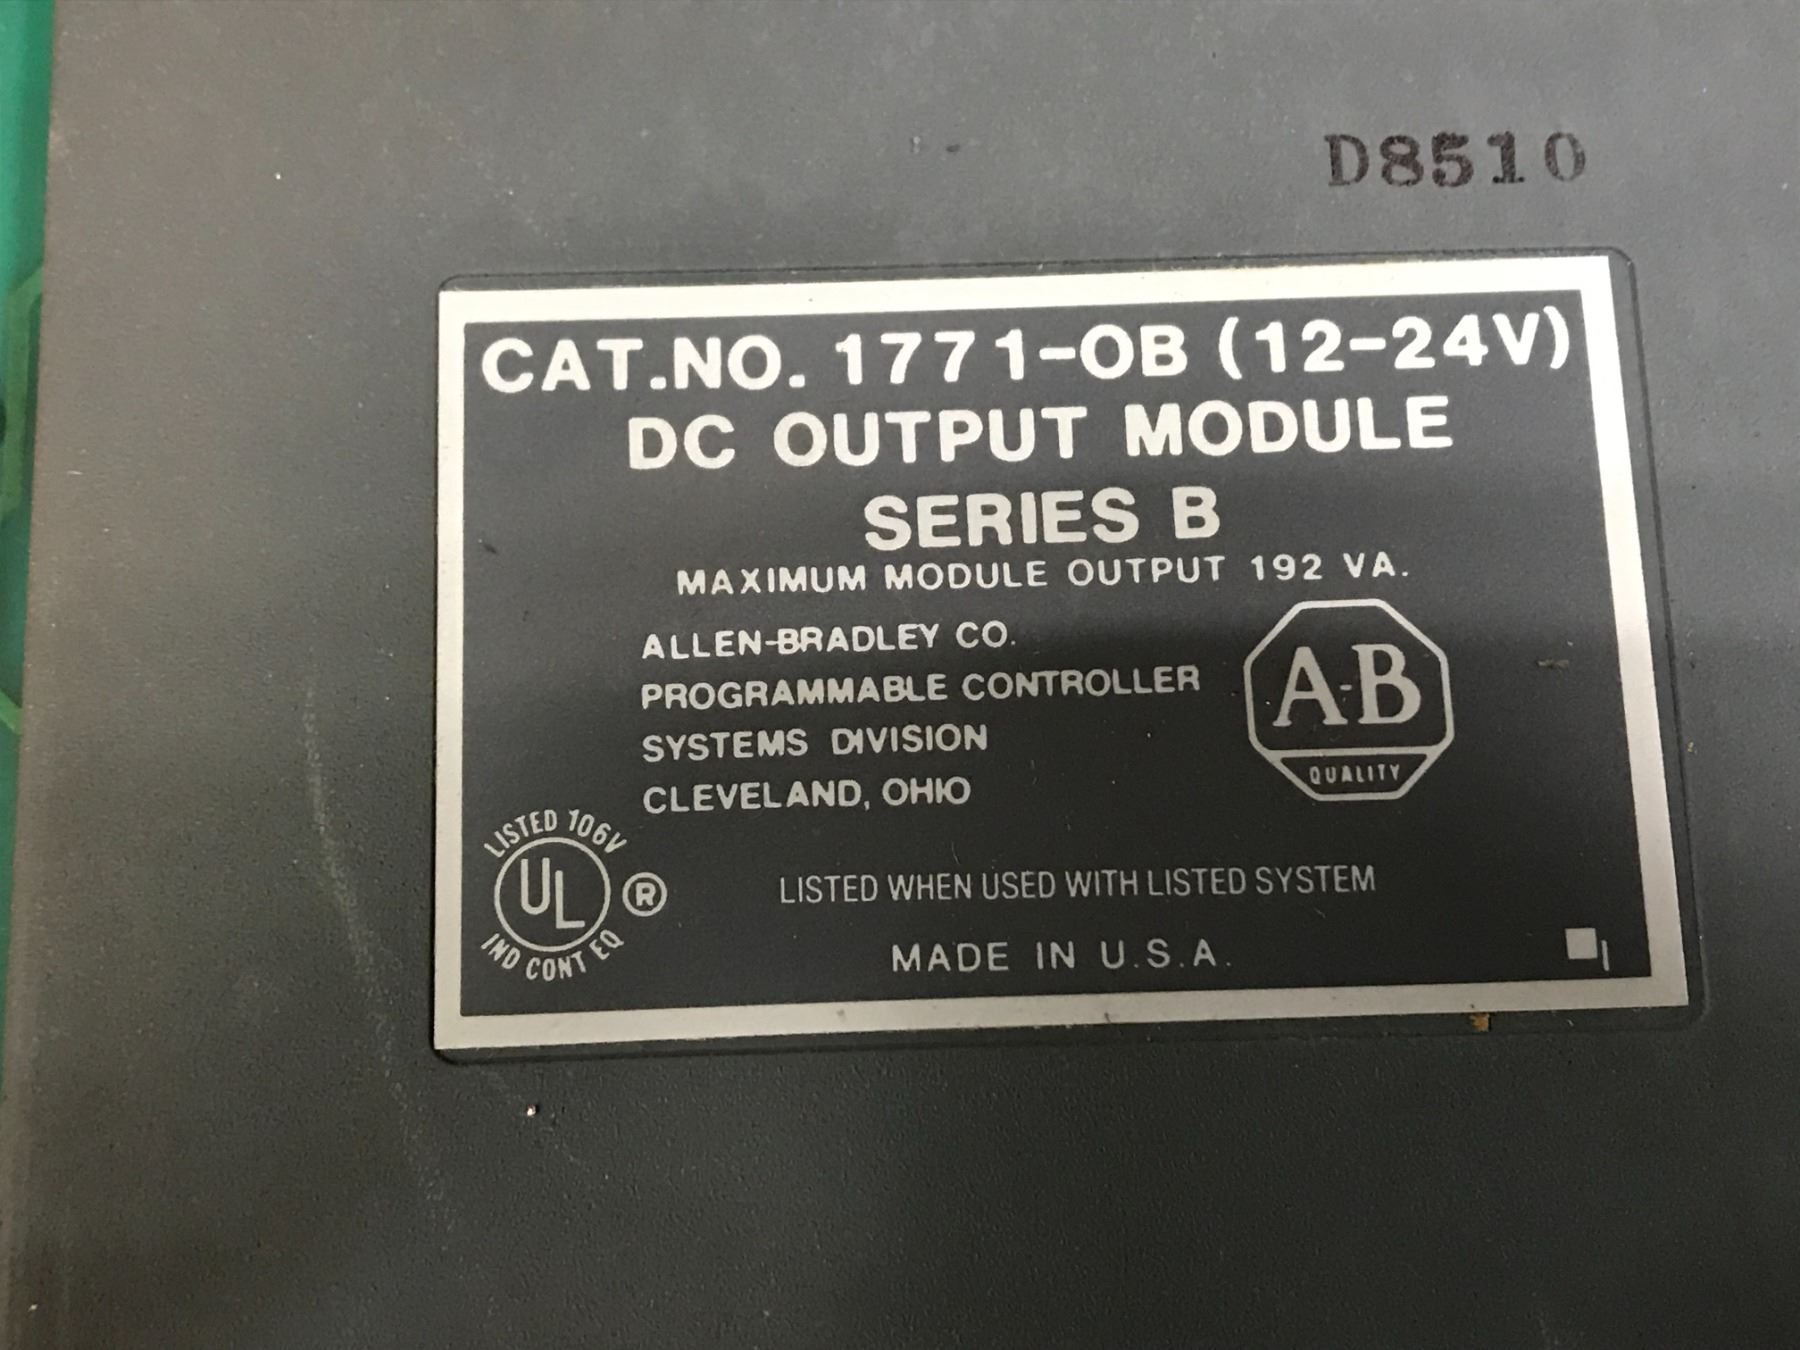 D8510
CAT.NO. 1771-OB (12-24V)
DC OUTPUT MODULE
SERIES B
MAXIMUM MODULE OUTPUT 192 VA.
ALLEN-BRADLEY CO.
PROGRAMMABLE CONTROLLER
SYSTEMS DIVISION
CLEVELAND, OHIO
A-B
QUALITY
LISTED 106V
UL ®
IND CONT EQ
LISTED WHEN USED WITH LISTED SYSTEM
MADE IN U.S.A.